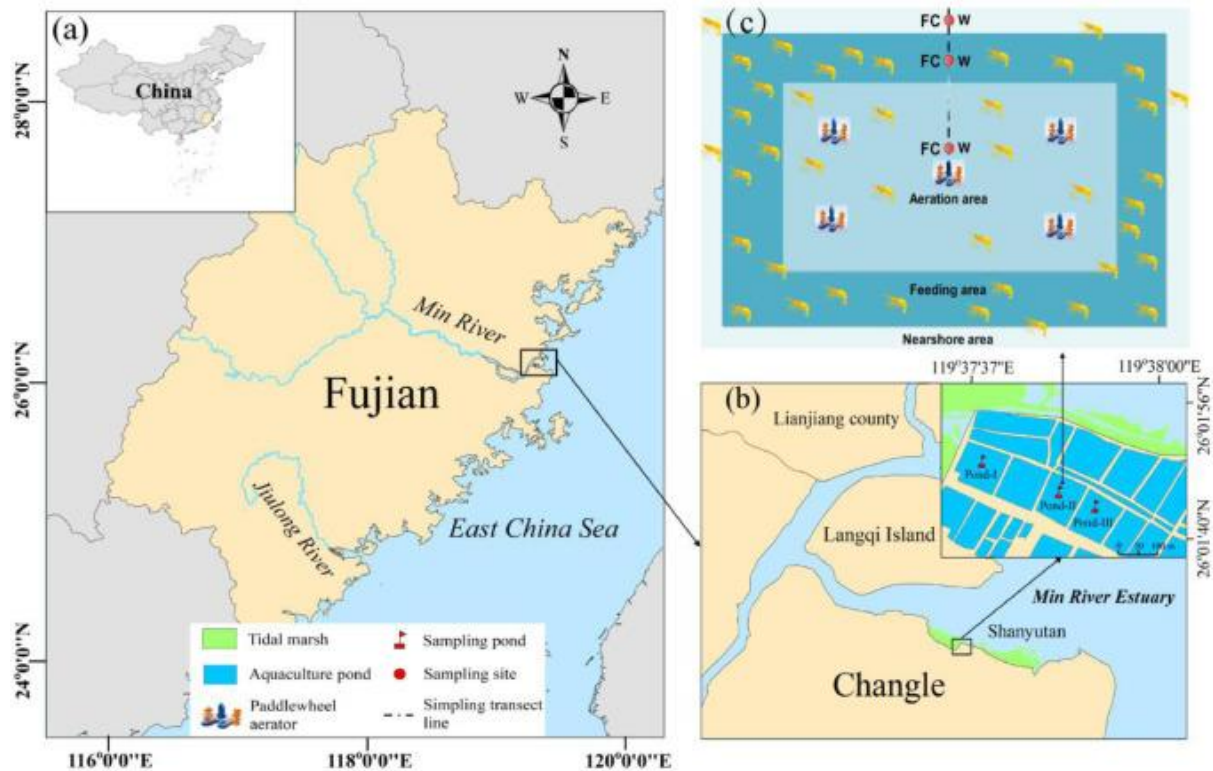 (a)
China
N
W
E
S
28°0'0"N
26°0'0"N
24°0'0"N
Min River
Fujian
Jiulong River
East China Sea
Tidal marsh
Aquaculture pond
Paddlewheel
aerator
Sampling pond
Sampling site
Simpling transect
line
116°0'0"E
118°0'0"E
120°0'0"E
(c)
FC W
FC W
FC W
Aeration area
Feeding area
Nearshore area
119°37'37"E
119°38'00"E
(b)
Lianjiang county
Langqi Island
Pond-I
Pond-II
Pond-III
26°01'56"N
26°01'40"N
Min River Estuary
Shanyutan
Changle